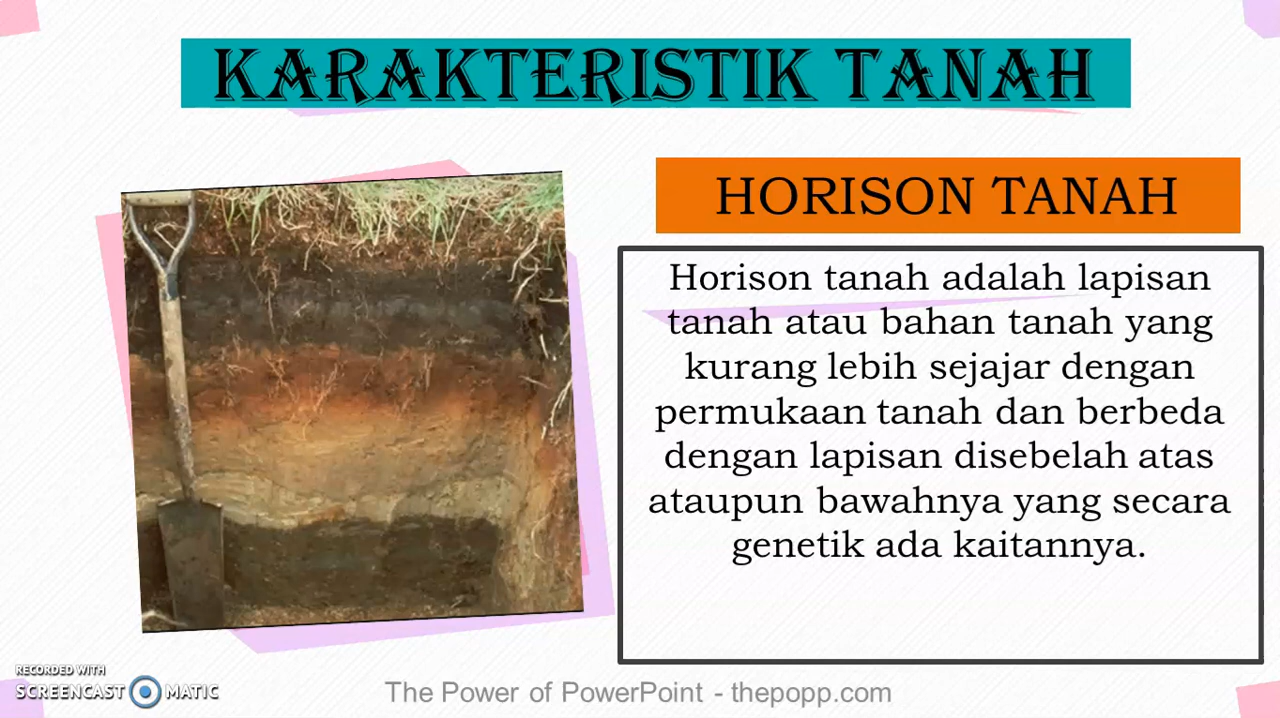 KARAKTERISTIK TANAH
HORISON TANAH
Horison tanah adalah lapisan
tanah atau bahan tanah yang
kurang lebih sejajar dengan
permukaan tanah dan berbeda
dengan lapisan disebelah atas
ataupun bawahnya yang secara
genetik ada kaitannya.
RECORDED WITH
SCREENCAST MATIC
The Power of PowerPoint - thepopp.com